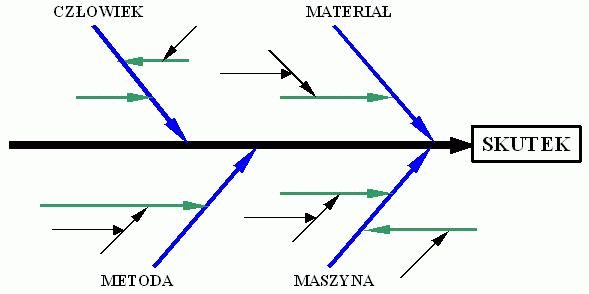 CZŁOWIEK
MATERIAŁ
SKUTEK
METODA
MASZYNA